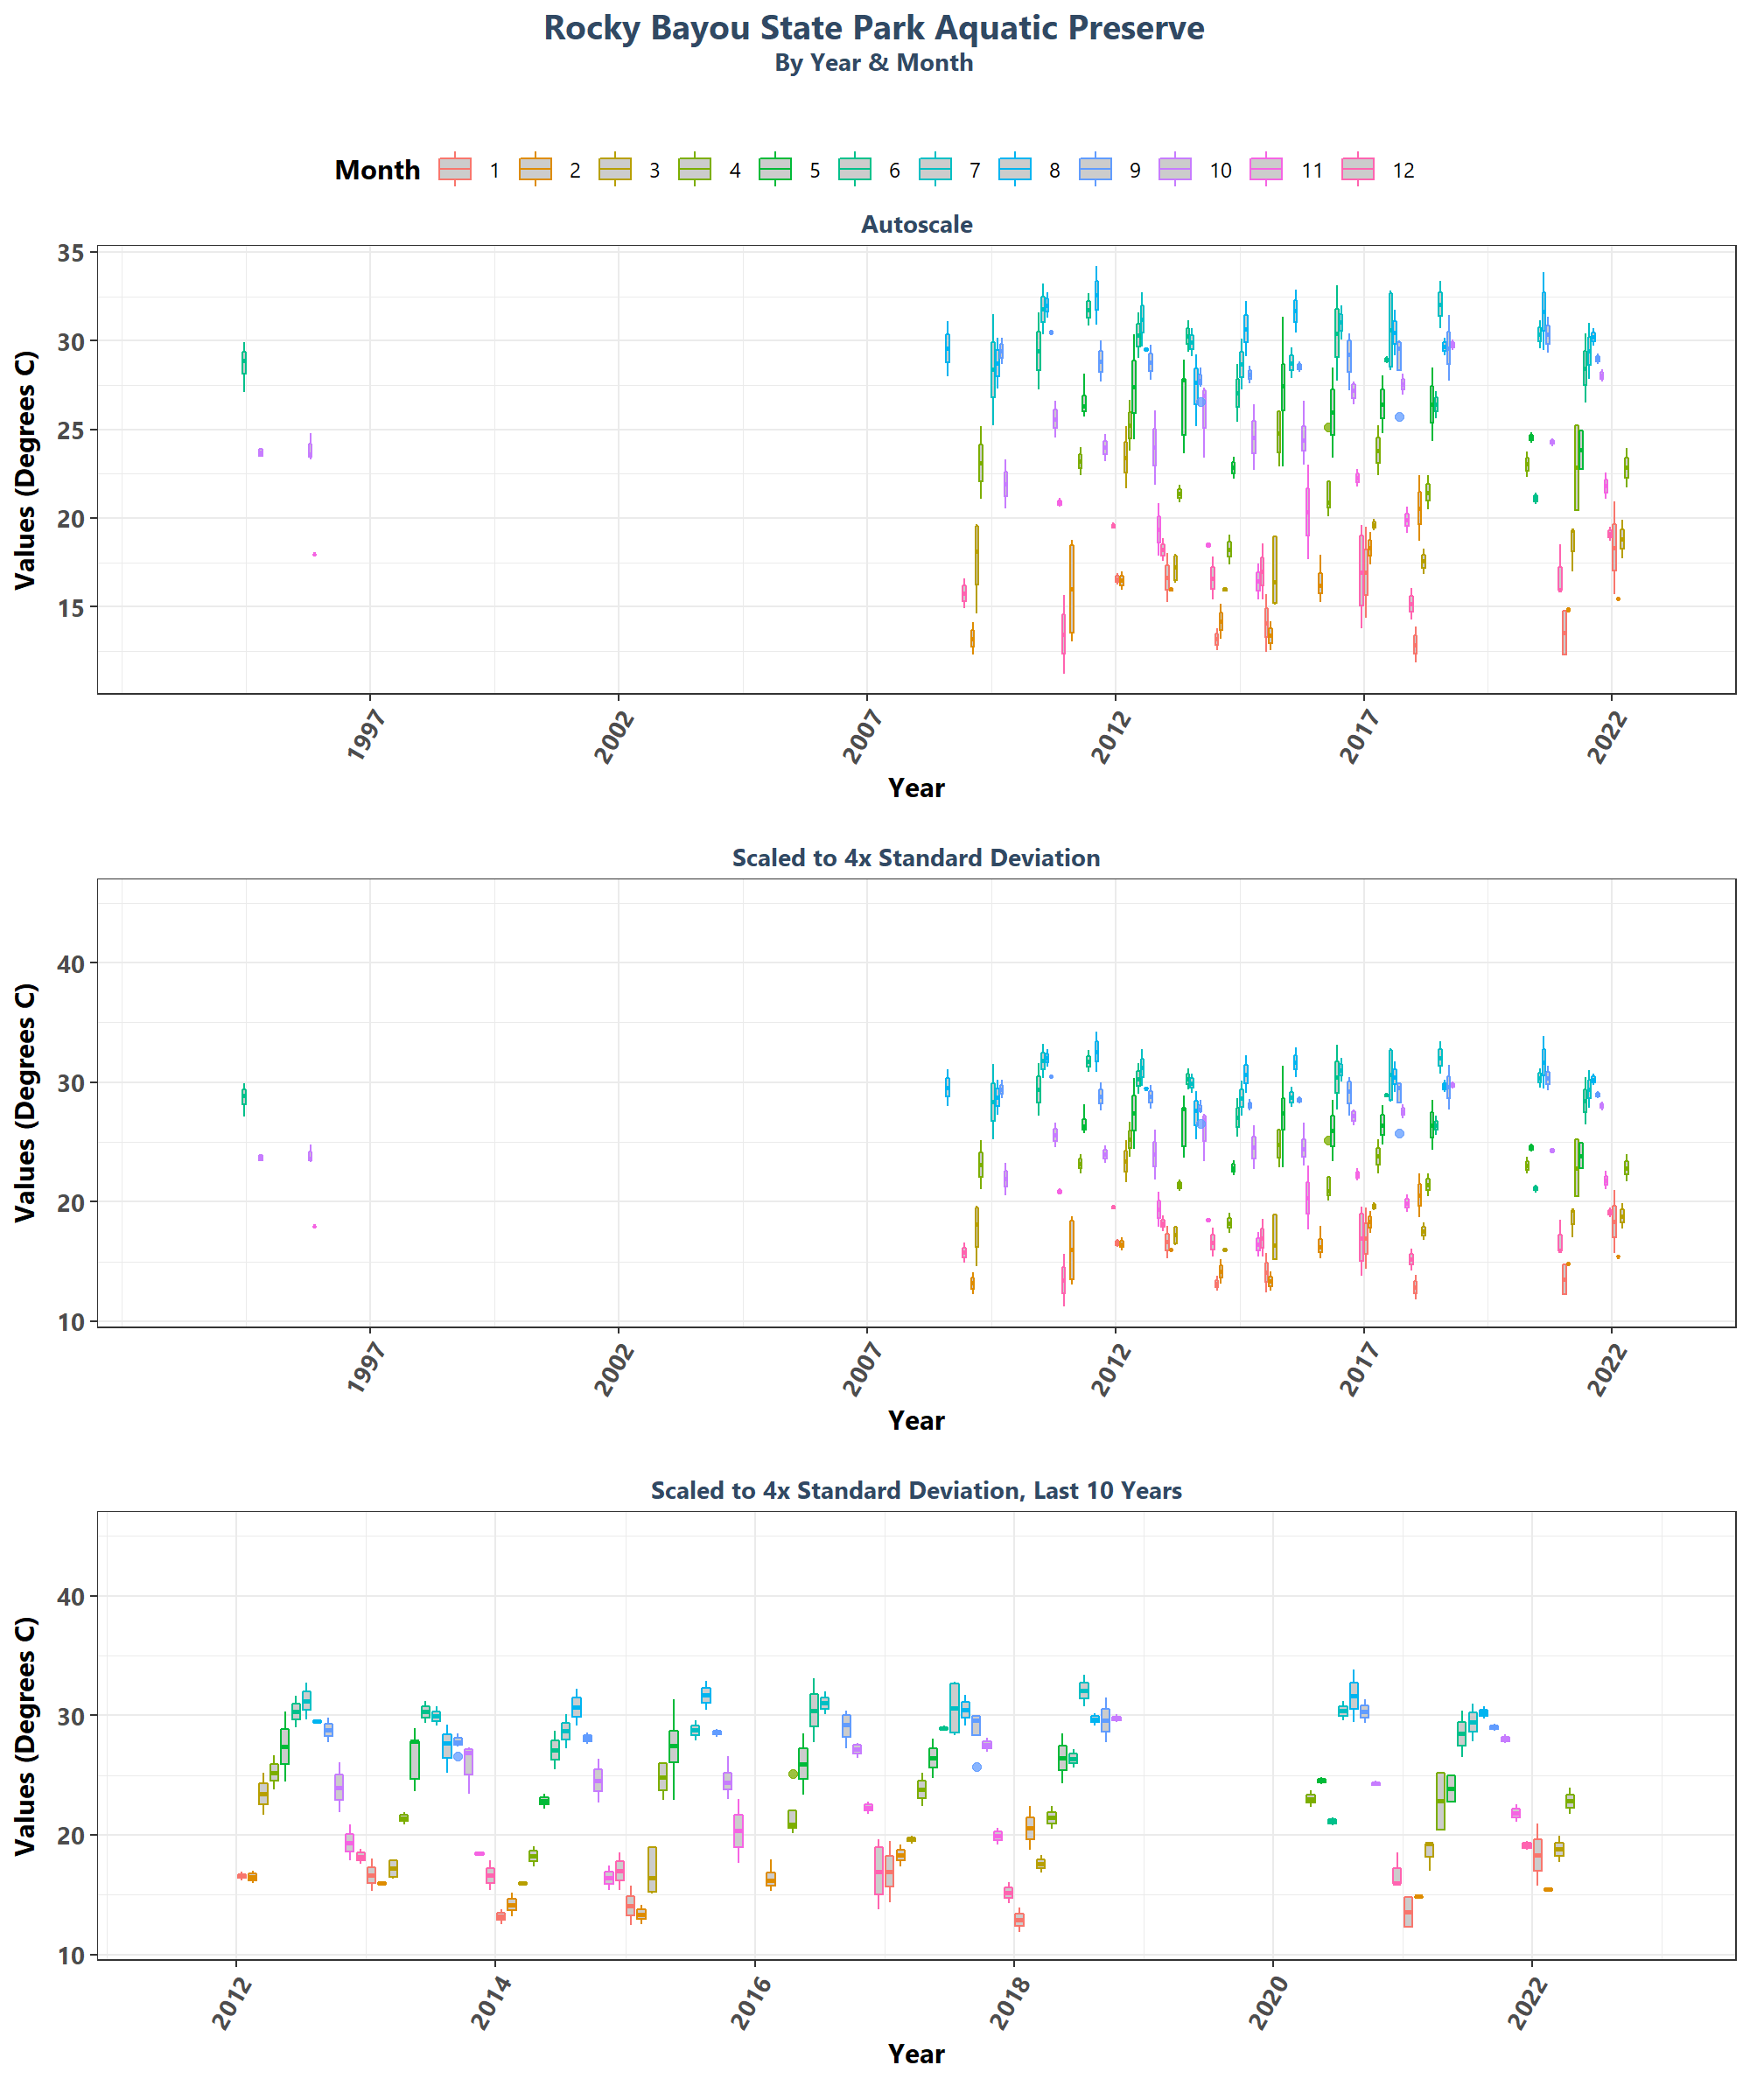 Rocky Bayou State Park Aquatic Preserve
By Year & Month
Month 1 2 3 4 5 6 7 8 9 10 11 12
Autoscale
35
30
25
20
15
Values (Degrees C)
1997 2002 2007 2012 2017 2022
Year
Scaled to 4x Standard Deviation
40
30
20
10
Values (Degrees C)
1997 2002 2007 2012 2017 2022
Year
Scaled to 4x Standard Deviation, Last 10 Years
40
30
20
10
Values (Degrees C)
2012 2014 2016 2018 2020 2022
Year